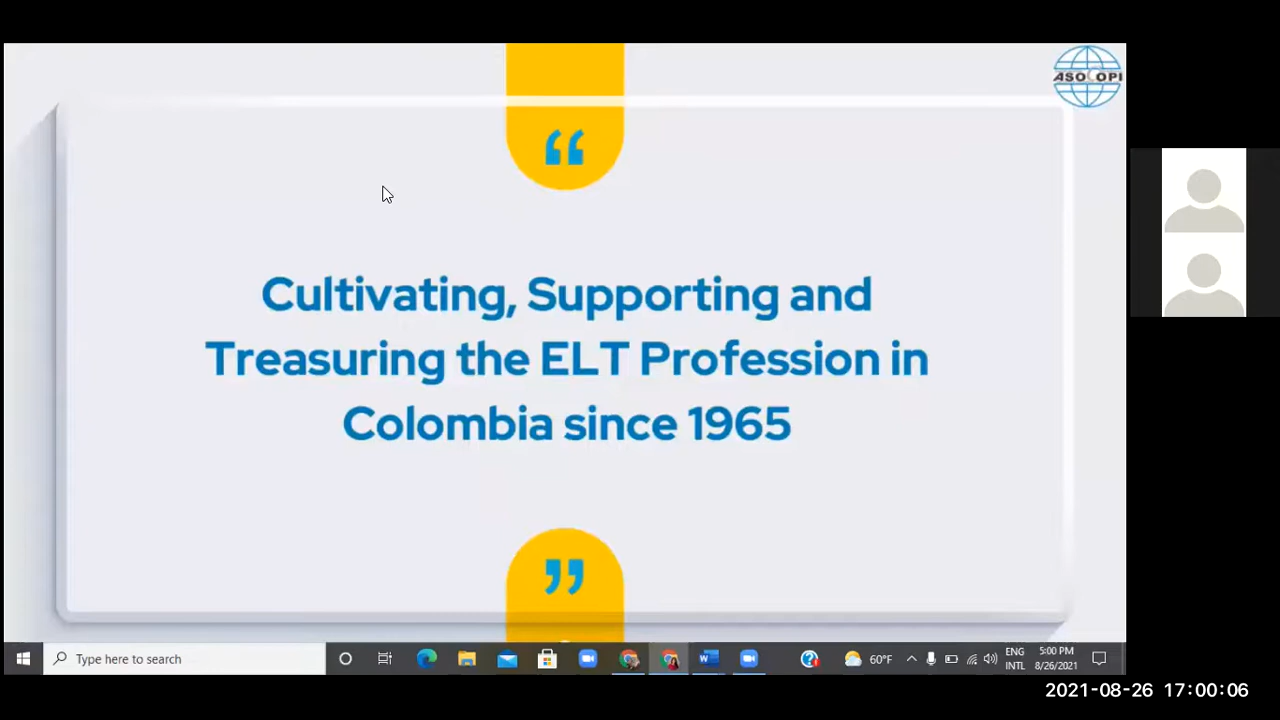 ASOCOPI
“
Cultivating, Supporting and
Treasuring the ELT Profession in
Colombia since 1965
”
Type here to search
60°F
ENG
INTL
5:00 PM
8/26/2021
2021-08-26 17:00:06